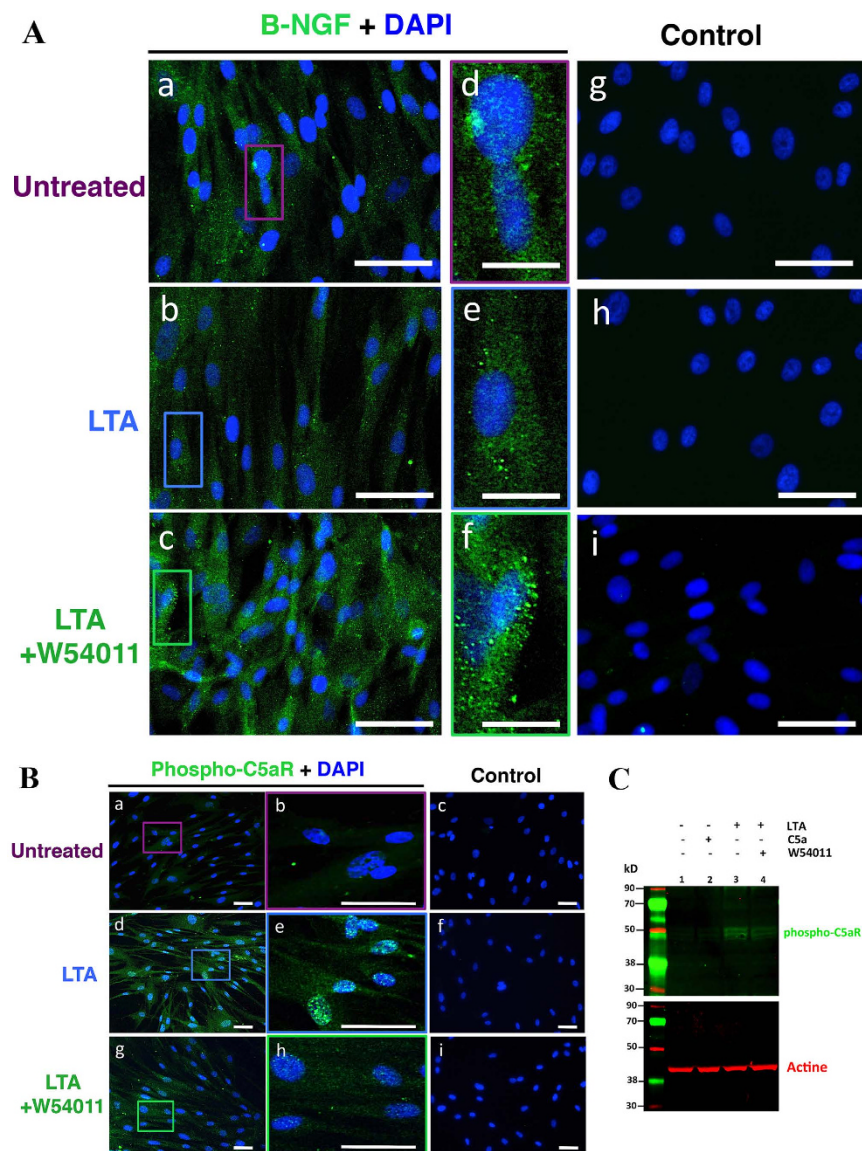 A
B-NGF + DAPI
Control
a
d
g
Untreated
b
e
h
LTA
c
f
i
LTA
+W54011
B
Phospho-C5aR + DAPI
Control
a
b
c
Untreated
d
e
f
LTA
g
h
i
LTA
+W54011
C
- - + + LTA
- + - - C5a
- - - + W54011
kD
1 2 3 4
90
70
50
phospho-C5aR
38
30
90
70
50
Actine
38
30